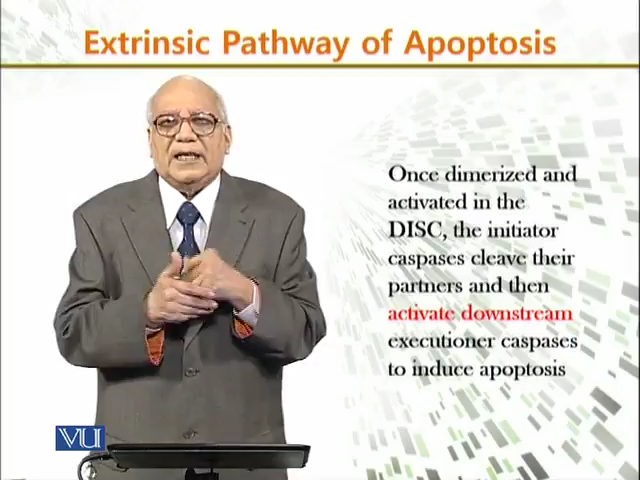 Extrinsic Pathway of Apoptosis
Once dimerized and
activated in the
DISC, the initiator
caspases cleave their
partners and then
activate downstream
executioner caspases
to induce apoptosis
VU